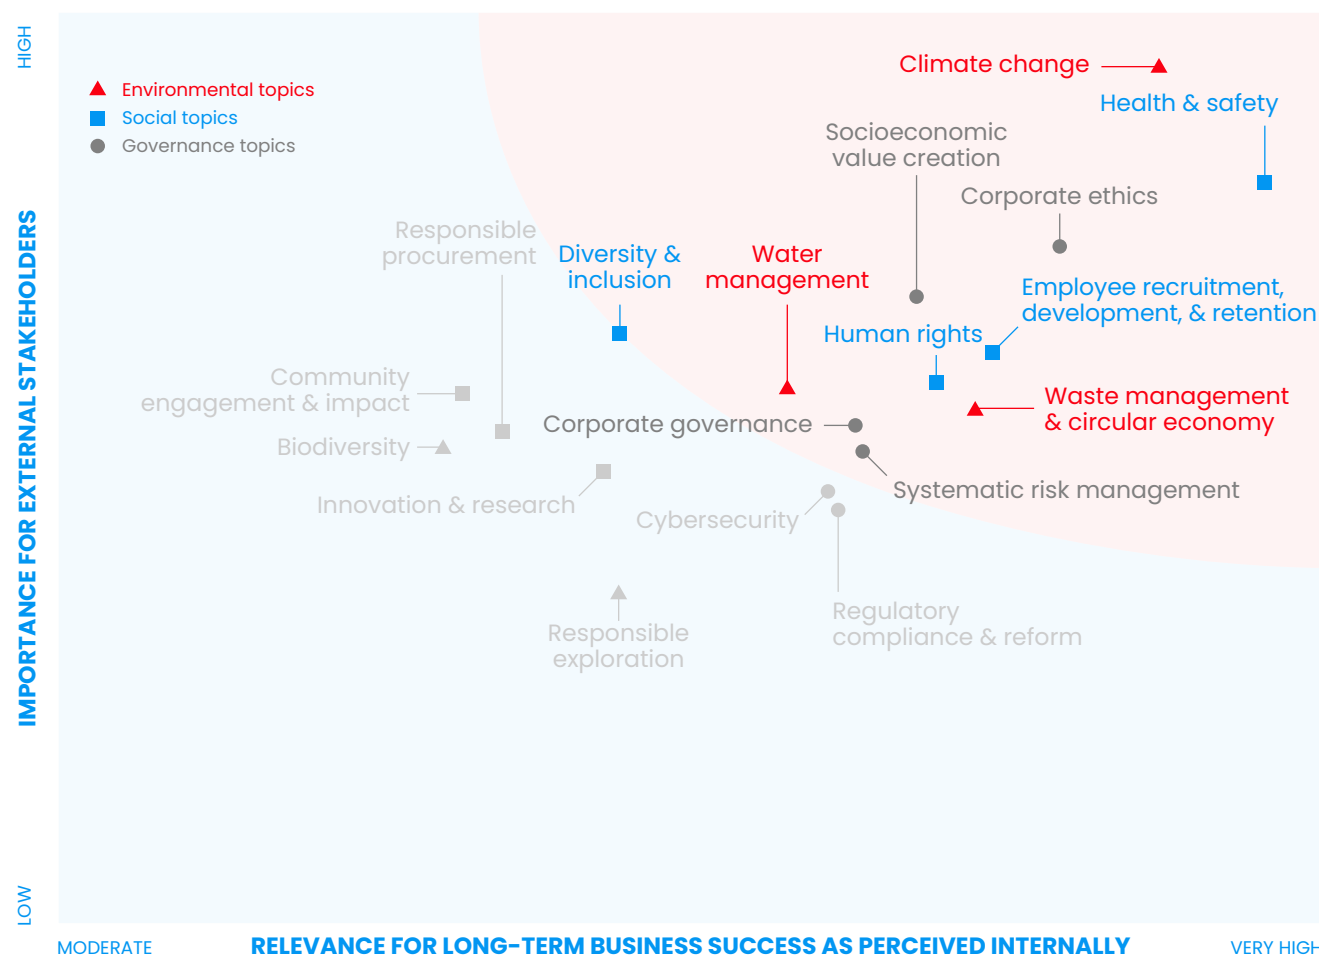 HIGH
Climate change
Environmental topics
Health & safety
Social topics
Socioeconomic
value creation
Governance topics
Corporate ethics
Responsible
procurement
Diversity &
inclusion
Water
management
Employee recruitment,
development, & retention
Human rights
Community
engagement & impact
Waste management
& circular economy
Corporate governance
Biodiversity
Systematic risk management
Innovation & research
Cybersecurity
Regulatory
compliance & reform
Responsible
exploration
IMPORTANCE FOR EXTERNAL STAKEHOLDERS
LOW
MODERATE
RELEVANCE FOR LONG-TERM BUSINESS SUCCESS AS PERCEIVED INTERNALLY
VERY HIGH